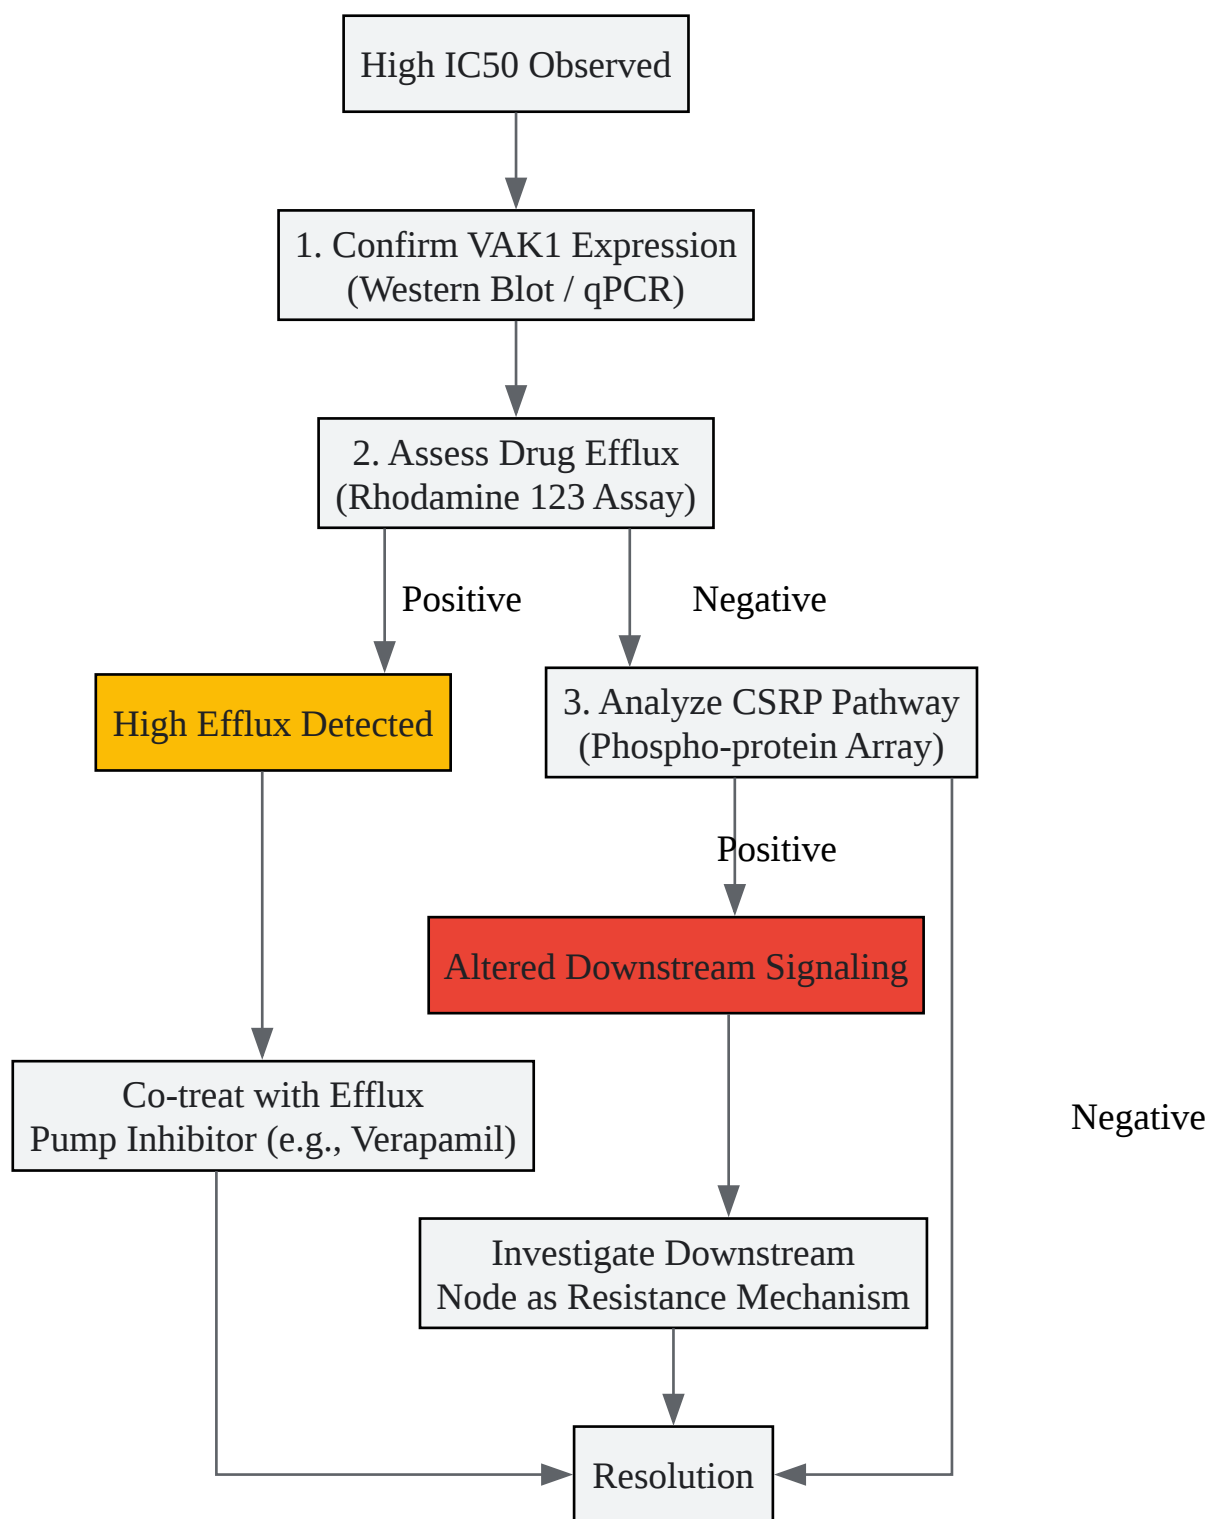 High IC50 Observed
1. Confirm VAK1 Expression
(Western Blot / qPCR)
2. Assess Drug Efflux
(Rhodamine 123 Assay)
Positive
Negative
High Efflux Detected
3. Analyze CSRP Pathway
(Phospho-protein Array)
Positive
Altered Downstream Signaling
Co-treat with Efflux
Pump Inhibitor (e.g., Verapamil)
Negative
Investigate Downstream
Node as Resistance Mechanism
Resolution